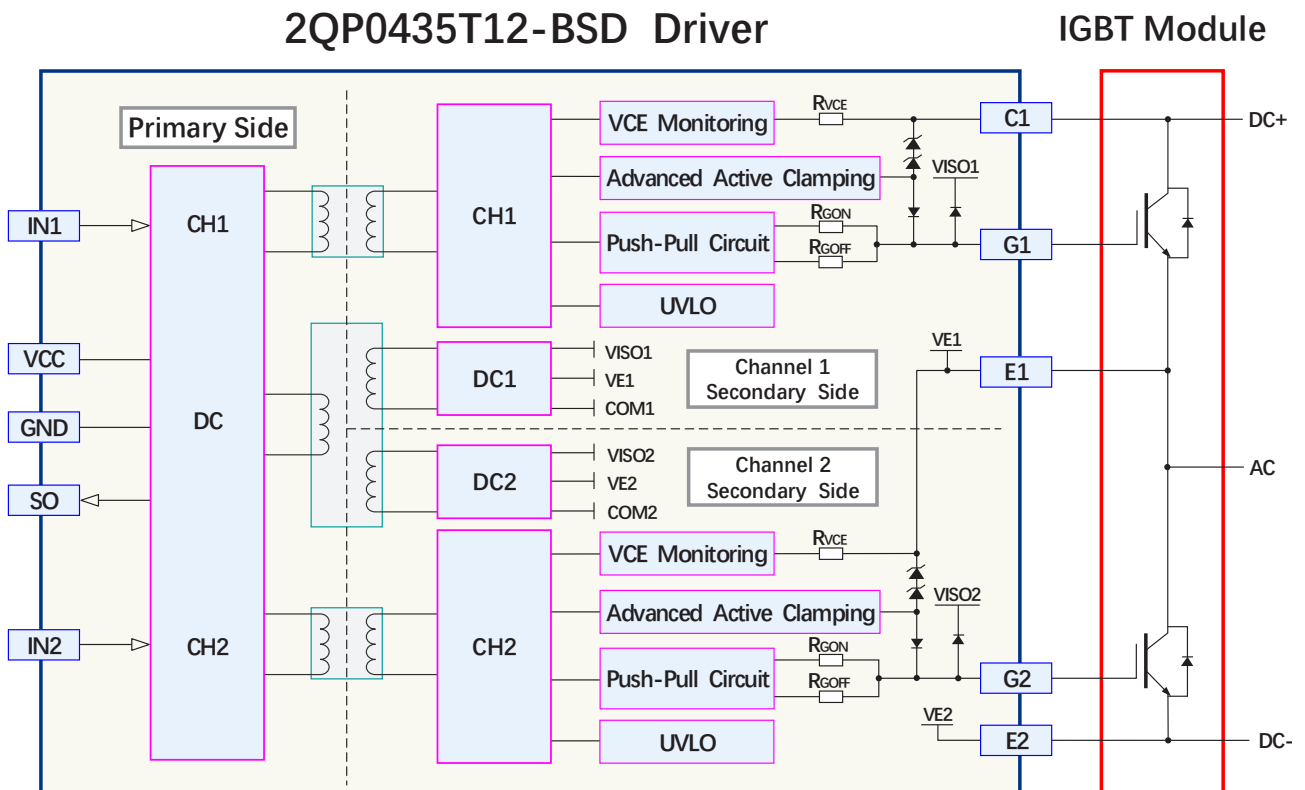 2QP0435T12-BSD Driver
IGBT Module
Primary Side
VCE Monitoring
RVCE
C1
DC+
Advanced Active Clamping
VISO1
IN1
CH1
CH1
Push-Pull Circuit
RGON
RGOFF
G1
UVLO
VCC
DC1
VISO1
VE1
COM1
Channel 1
Secondary Side
VE1
E1
GND
DC
SO
DC2
VISO2
VE2
COM2
Channel 2
Secondary Side
AC
VCE Monitoring
RVCE
Advanced Active Clamping
VISO2
IN2
CH2
CH2
Push-Pull Circuit
RGON
RGOFF
G2
UVLO
VE2
E2
DC-